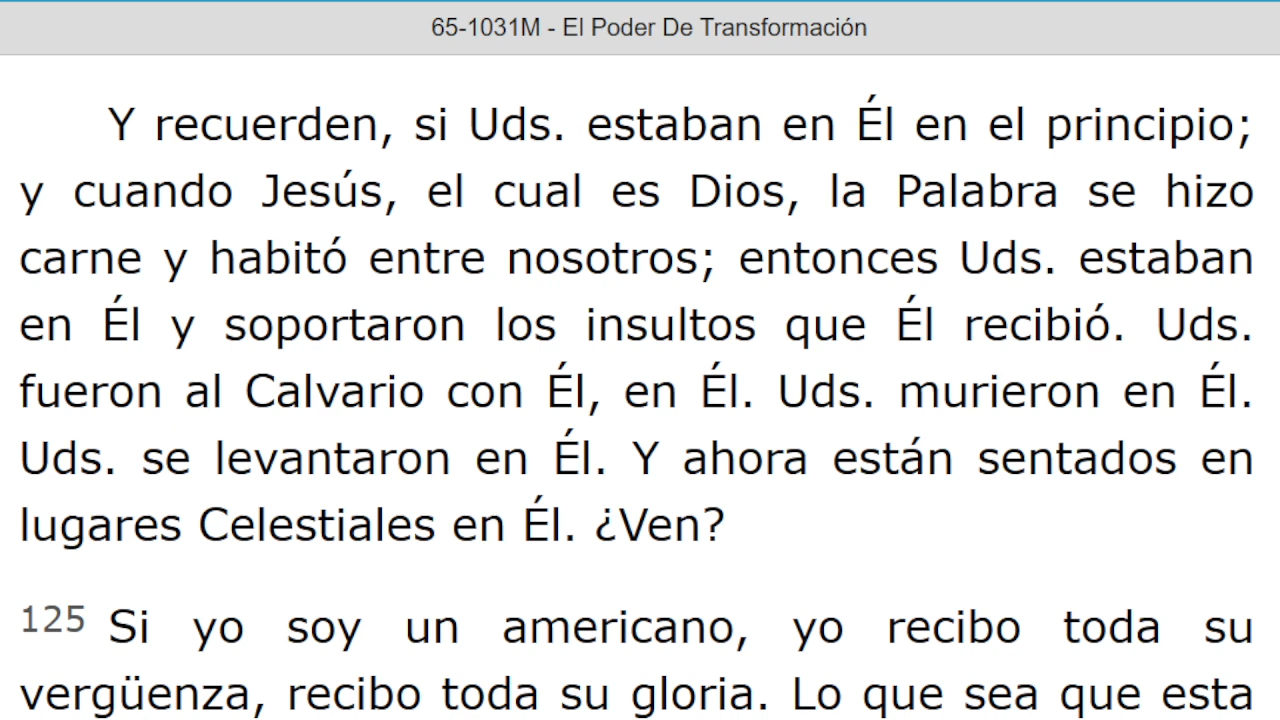 65-1031M - El Poder De Transformación
Y recuerden, si Uds. estaban en Él en el principio;
y cuando Jesús, el cual es Dios, la Palabra se hizo
carne y habitó entre nosotros; entonces Uds. estaban
en Él y soportaron los insultos que Él recibió. Uds.
fueron al Calvario con Él, en Él. Uds. murieron en Él.
Uds. se levantaron en Él. Y ahora están sentados en
lugares Celestiales en Él. ¿Ven?
125 Si yo soy un americano, yo recibo toda su
vergüenza, recibo toda su gloria. Lo que sea que esta